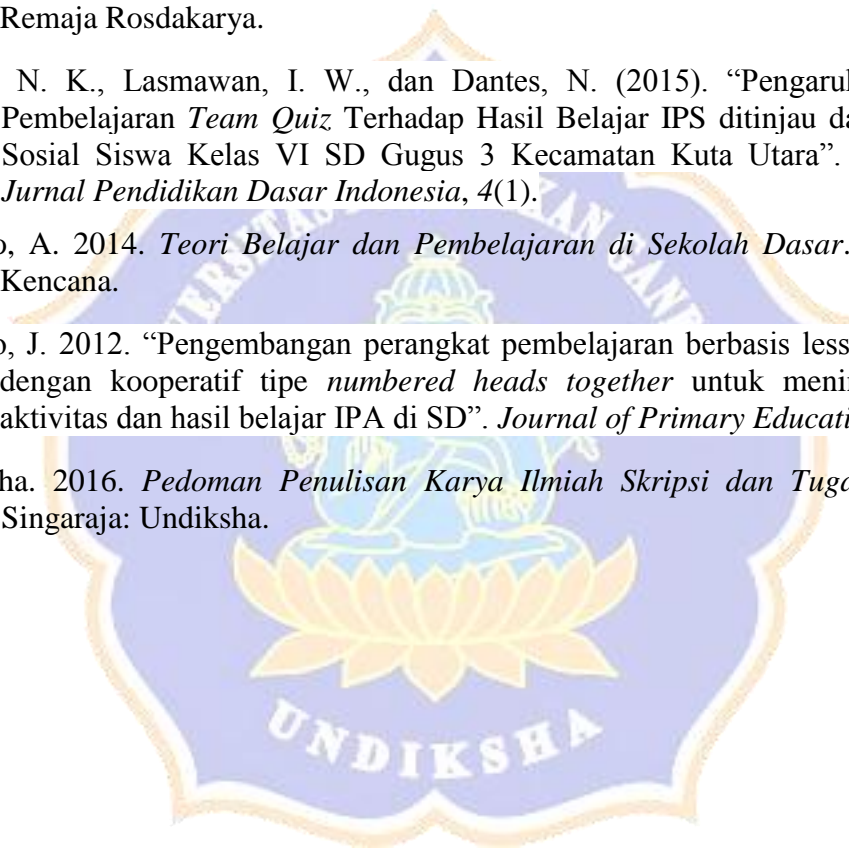 Remaja Rosdakarya.
N. K., Lasmawan, I. W., dan Dantes, N. (2015). “Pengaruh
Pembelajaran Team Quiz Terhadap Hasil Belajar IPS ditinjau da
Sosial Siswa Kelas VI SD Gugus 3 Kecamatan Kuta Utara”.
Jurnal Pendidikan Dasar Indonesia, 4(1).
o, A. 2014. Teori Belajar dan Pembelajaran di Sekolah Dasar.
Kencana.
o, J. 2012. “Pengembangan perangkat pembelajaran berbasis less
dengan kooperatif tipe numbered heads together untuk menin
aktivitas dan hasil belajar IPA di SD”. Journal of Primary Educati
ha. 2016. Pedoman Penulisan Karya Ilmiah Skripsi dan Tuga
Singaraja: Undiksha.
UNDIKSHA